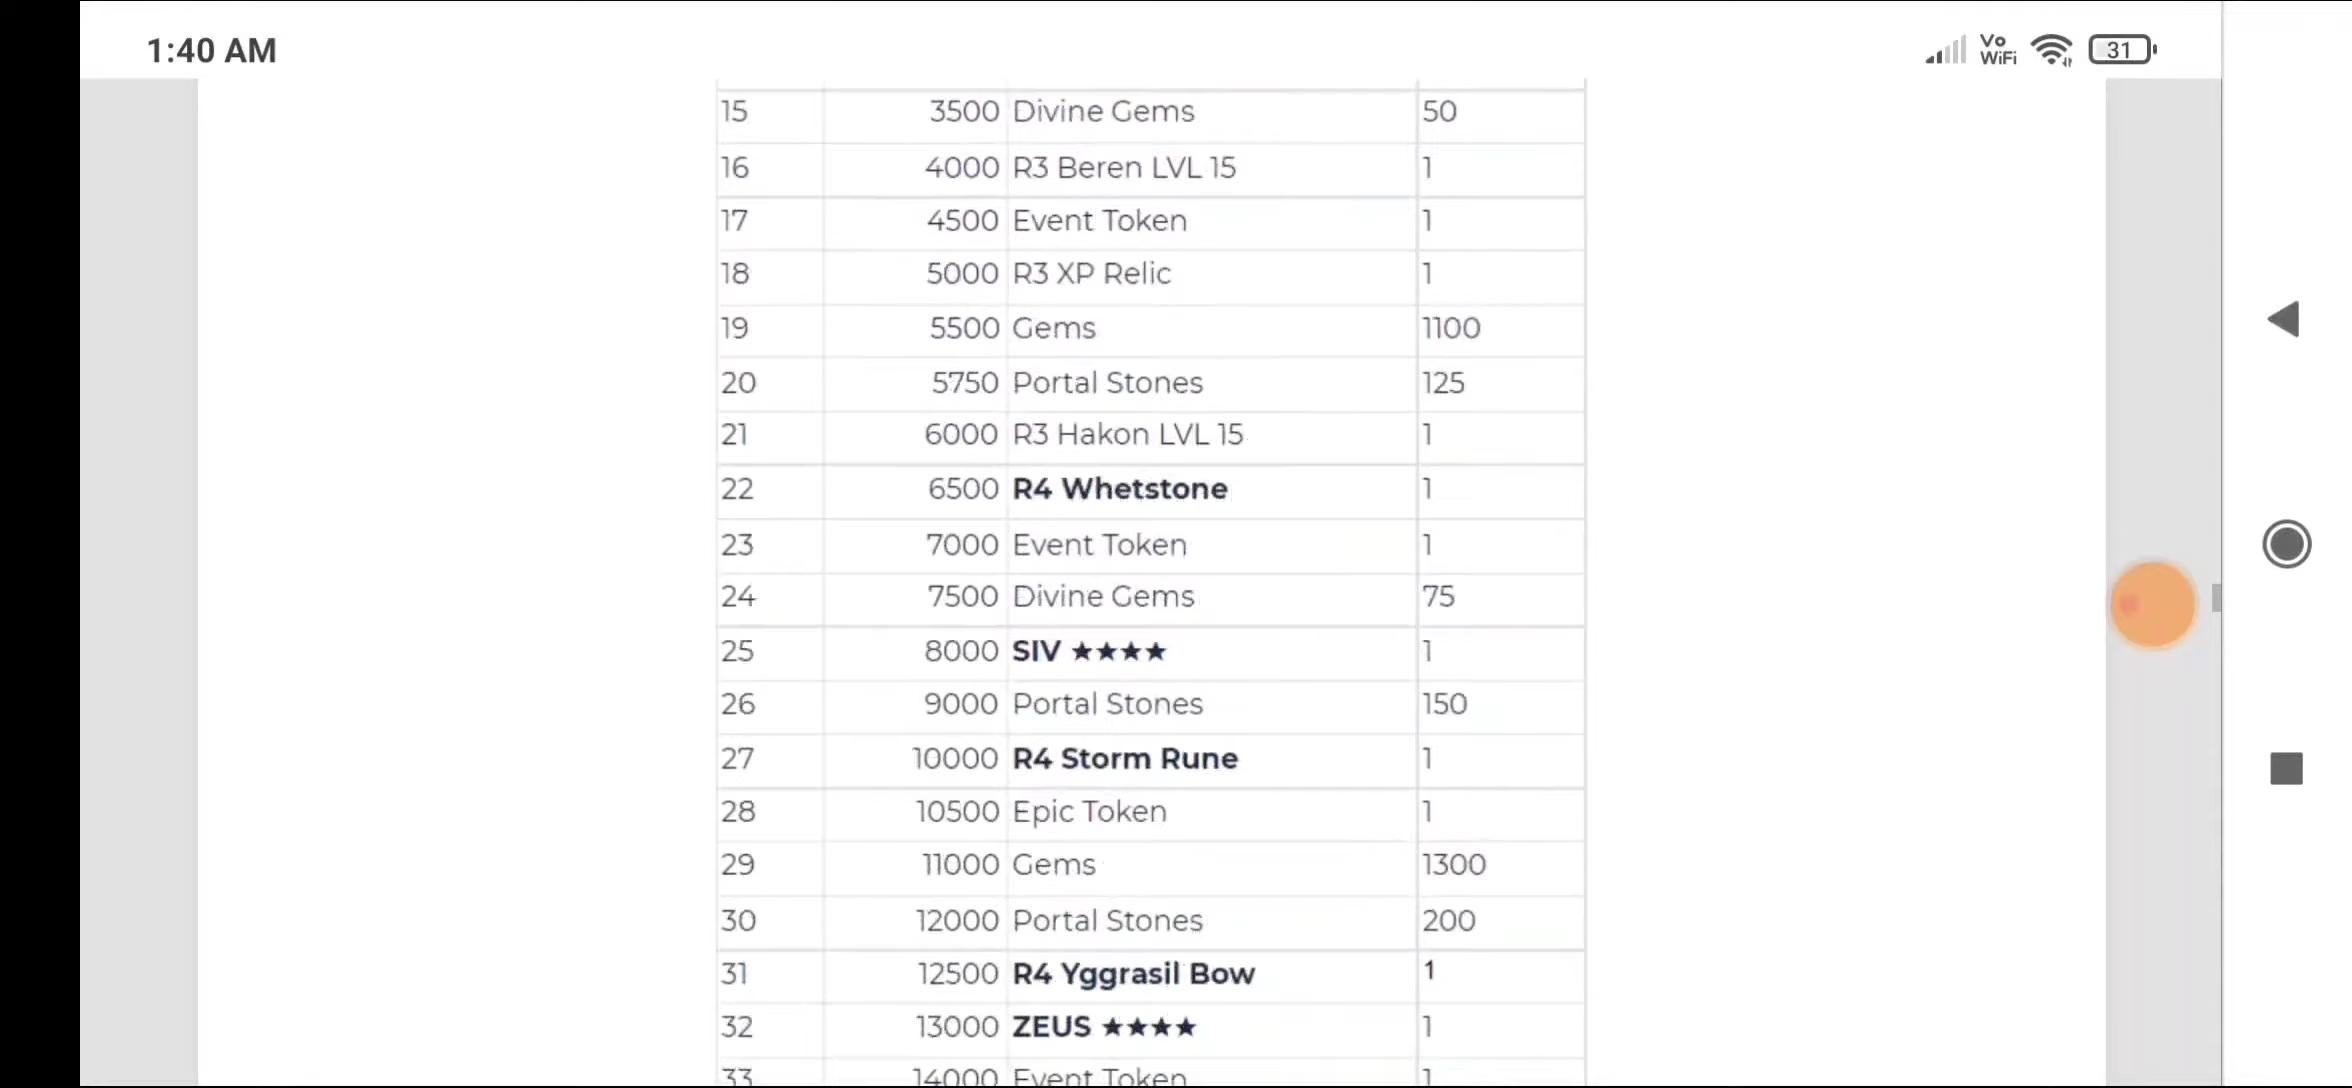 1:40 AM Vo WiFi 31
15 3500 Divine Gems 50
16 4000 R3 Beren LVL 15 1
17 4500 Event Token 1
18 5000 R3 XP Relic 1
19 5500 Gems 1100
20 5750 Portal Stones 125
21 6000 R3 Hakon LVL 15 1
22 6500 R4 Whetstone 1
23 7000 Event Token 1
24 7500 Divine Gems 75
25 8000 SIV ★★★★ 1
26 9000 Portal Stones 150
27 10000 R4 Storm Rune 1
28 10500 Epic Token 1
29 11000 Gems 1300
30 12000 Portal Stones 200
31 12500 R4 Yggrasil Bow 1
32 13000 ZEUS ★★★★ 1
33 14000 Event Token 1